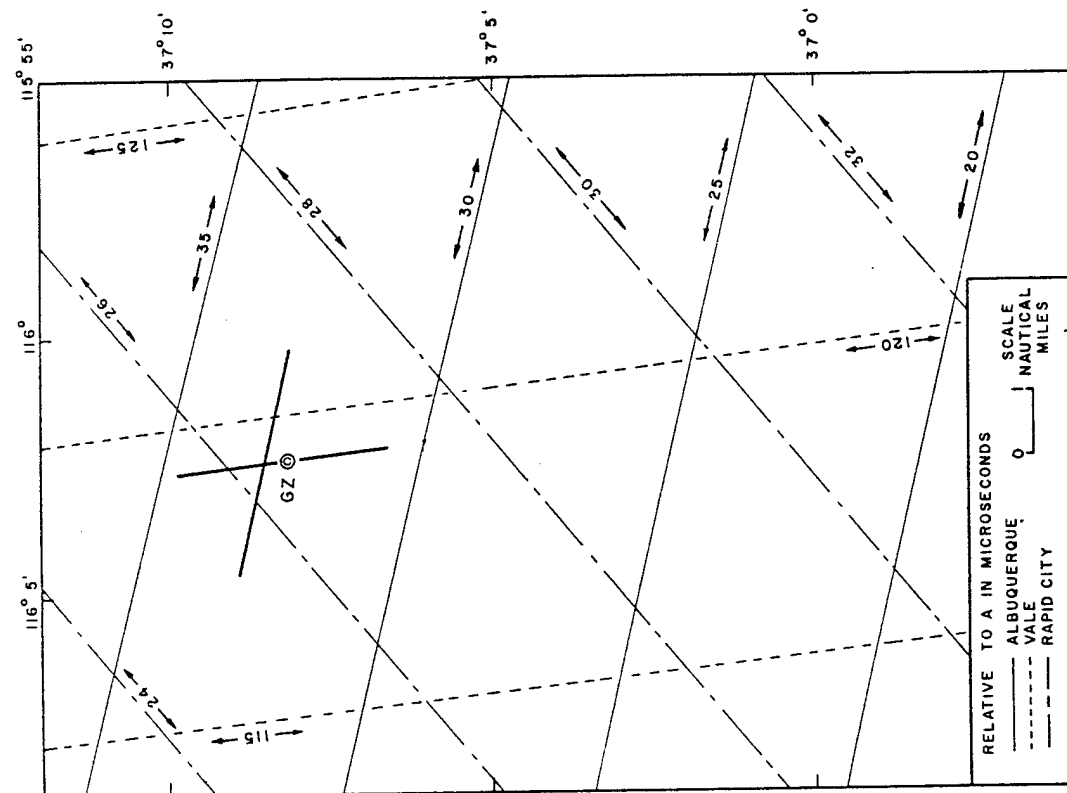 115° 55'
116°
116° 5'
37° 10'
37° 5'
37° 0'
125
35
28
26
30
30
25
32
20
120
24
115
GZ
RELATIVE TO A IN MICROSECONDS
ALBUQUERQUE
VALE
RAPID CITY
0 1
SCALE
NAUTICAL
MILES